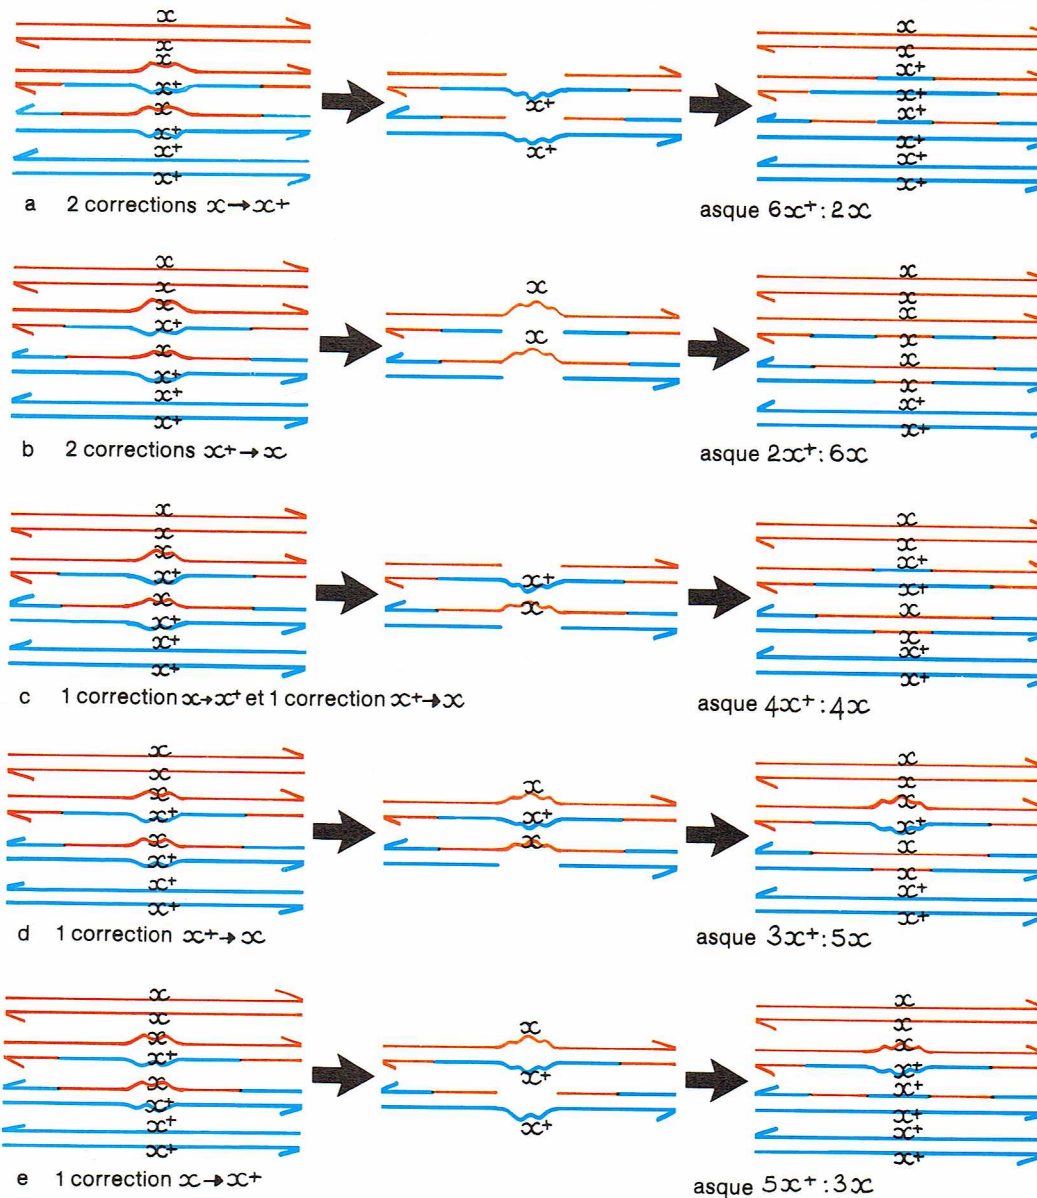 x
x
x
x+
x
x+
x+
x+
x+
x+
x
x
x+
x+
x+
x+
x+
x+
a 2 corrections x→x+
asque 6x+:2x
x
x
x
x+
x
x+
x+
x+
x
x
x
x
x
x
x
x
x+
x+
b 2 corrections x+→x
asque 2x+:6x
x
x
x
x+
x
x+
x+
x+
x+
x
x
x
x+
x+
x
x
x+
x+
c 1 correction x→x+ et 1 correction x+→x
asque 4x+:4x
x
x
x
x+
x
x+
x+
x+
x
x+
x
x
x
x
x+
x
x
x+
x+
d 1 correction x+→x
asque 3x+:5x
x
x
x
x+
x
x+
x+
x+
x
x+
x+
x
x
x
x+
x+
x+
x+
x+
e 1 correction x→x+
asque 5x+:3x